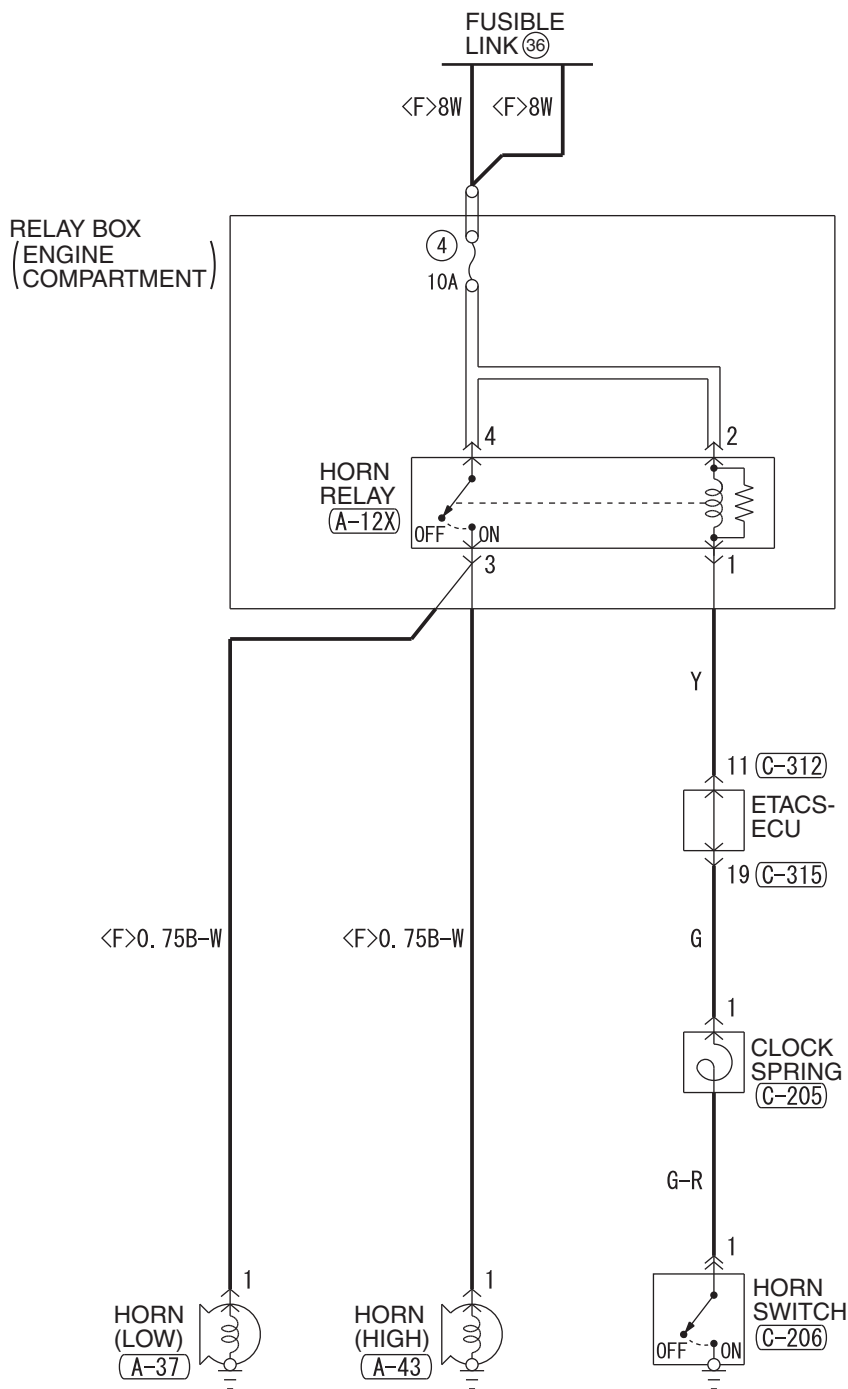 FUSIBLE
LINK 36
<F>8W <F>8W
RELAY BOX
(ENGINE
COMPARTMENT)
4
10A
4 2
HORN
RELAY
A-12X
OFF ON
3 1
Y
11 C-312
ETACS-
ECU
19 C-315
<F>0.75B-W <F>0.75B-W G
1
CLOCK
SPRING
C-205
G-R
1
1 1
HORN
(LOW)
A-37
HORN
(HIGH)
A-43
HORN
SWITCH
C-206
OFF ON